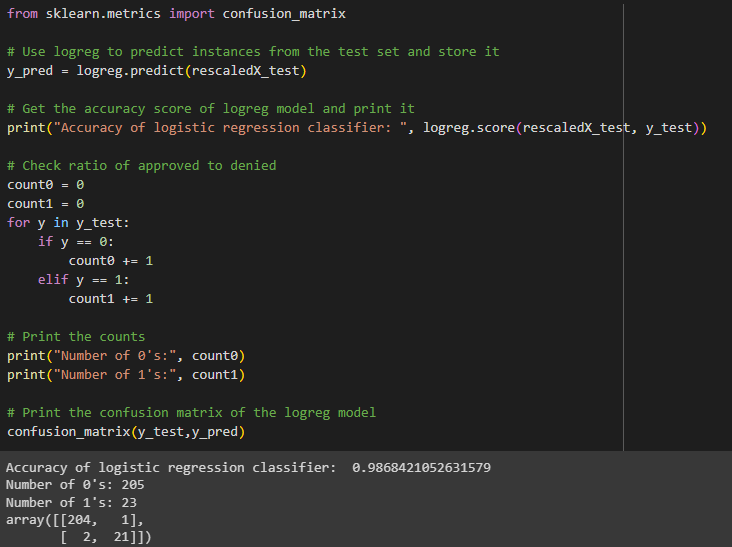 from sklearn.metrics import confusion_matrix
# Use logreg to predict instances from the test set and store it
y_pred = logreg.predict(rescaledX_test)
# Get the accuracy score of logreg model and print it
print("Accuracy of logistic regression classifier: ", logreg.score(rescaledX_test, y_test))
# Check ratio of approved to denied
count0 = 0
count1 = 0
for y in y_test:
    if y == 0:
        count0 += 1
    elif y == 1:
        count1 += 1
# Print the counts
print("Number of 0's:", count0)
print("Number of 1's:", count1)
# Print the confusion matrix of the logreg model
confusion_matrix(y_test,y_pred)
Accuracy of logistic regression classifier:  0.9868421052631579
Number of 0's: 205
Number of 1's: 23
array([[204,   1],
       [  2,  21]])